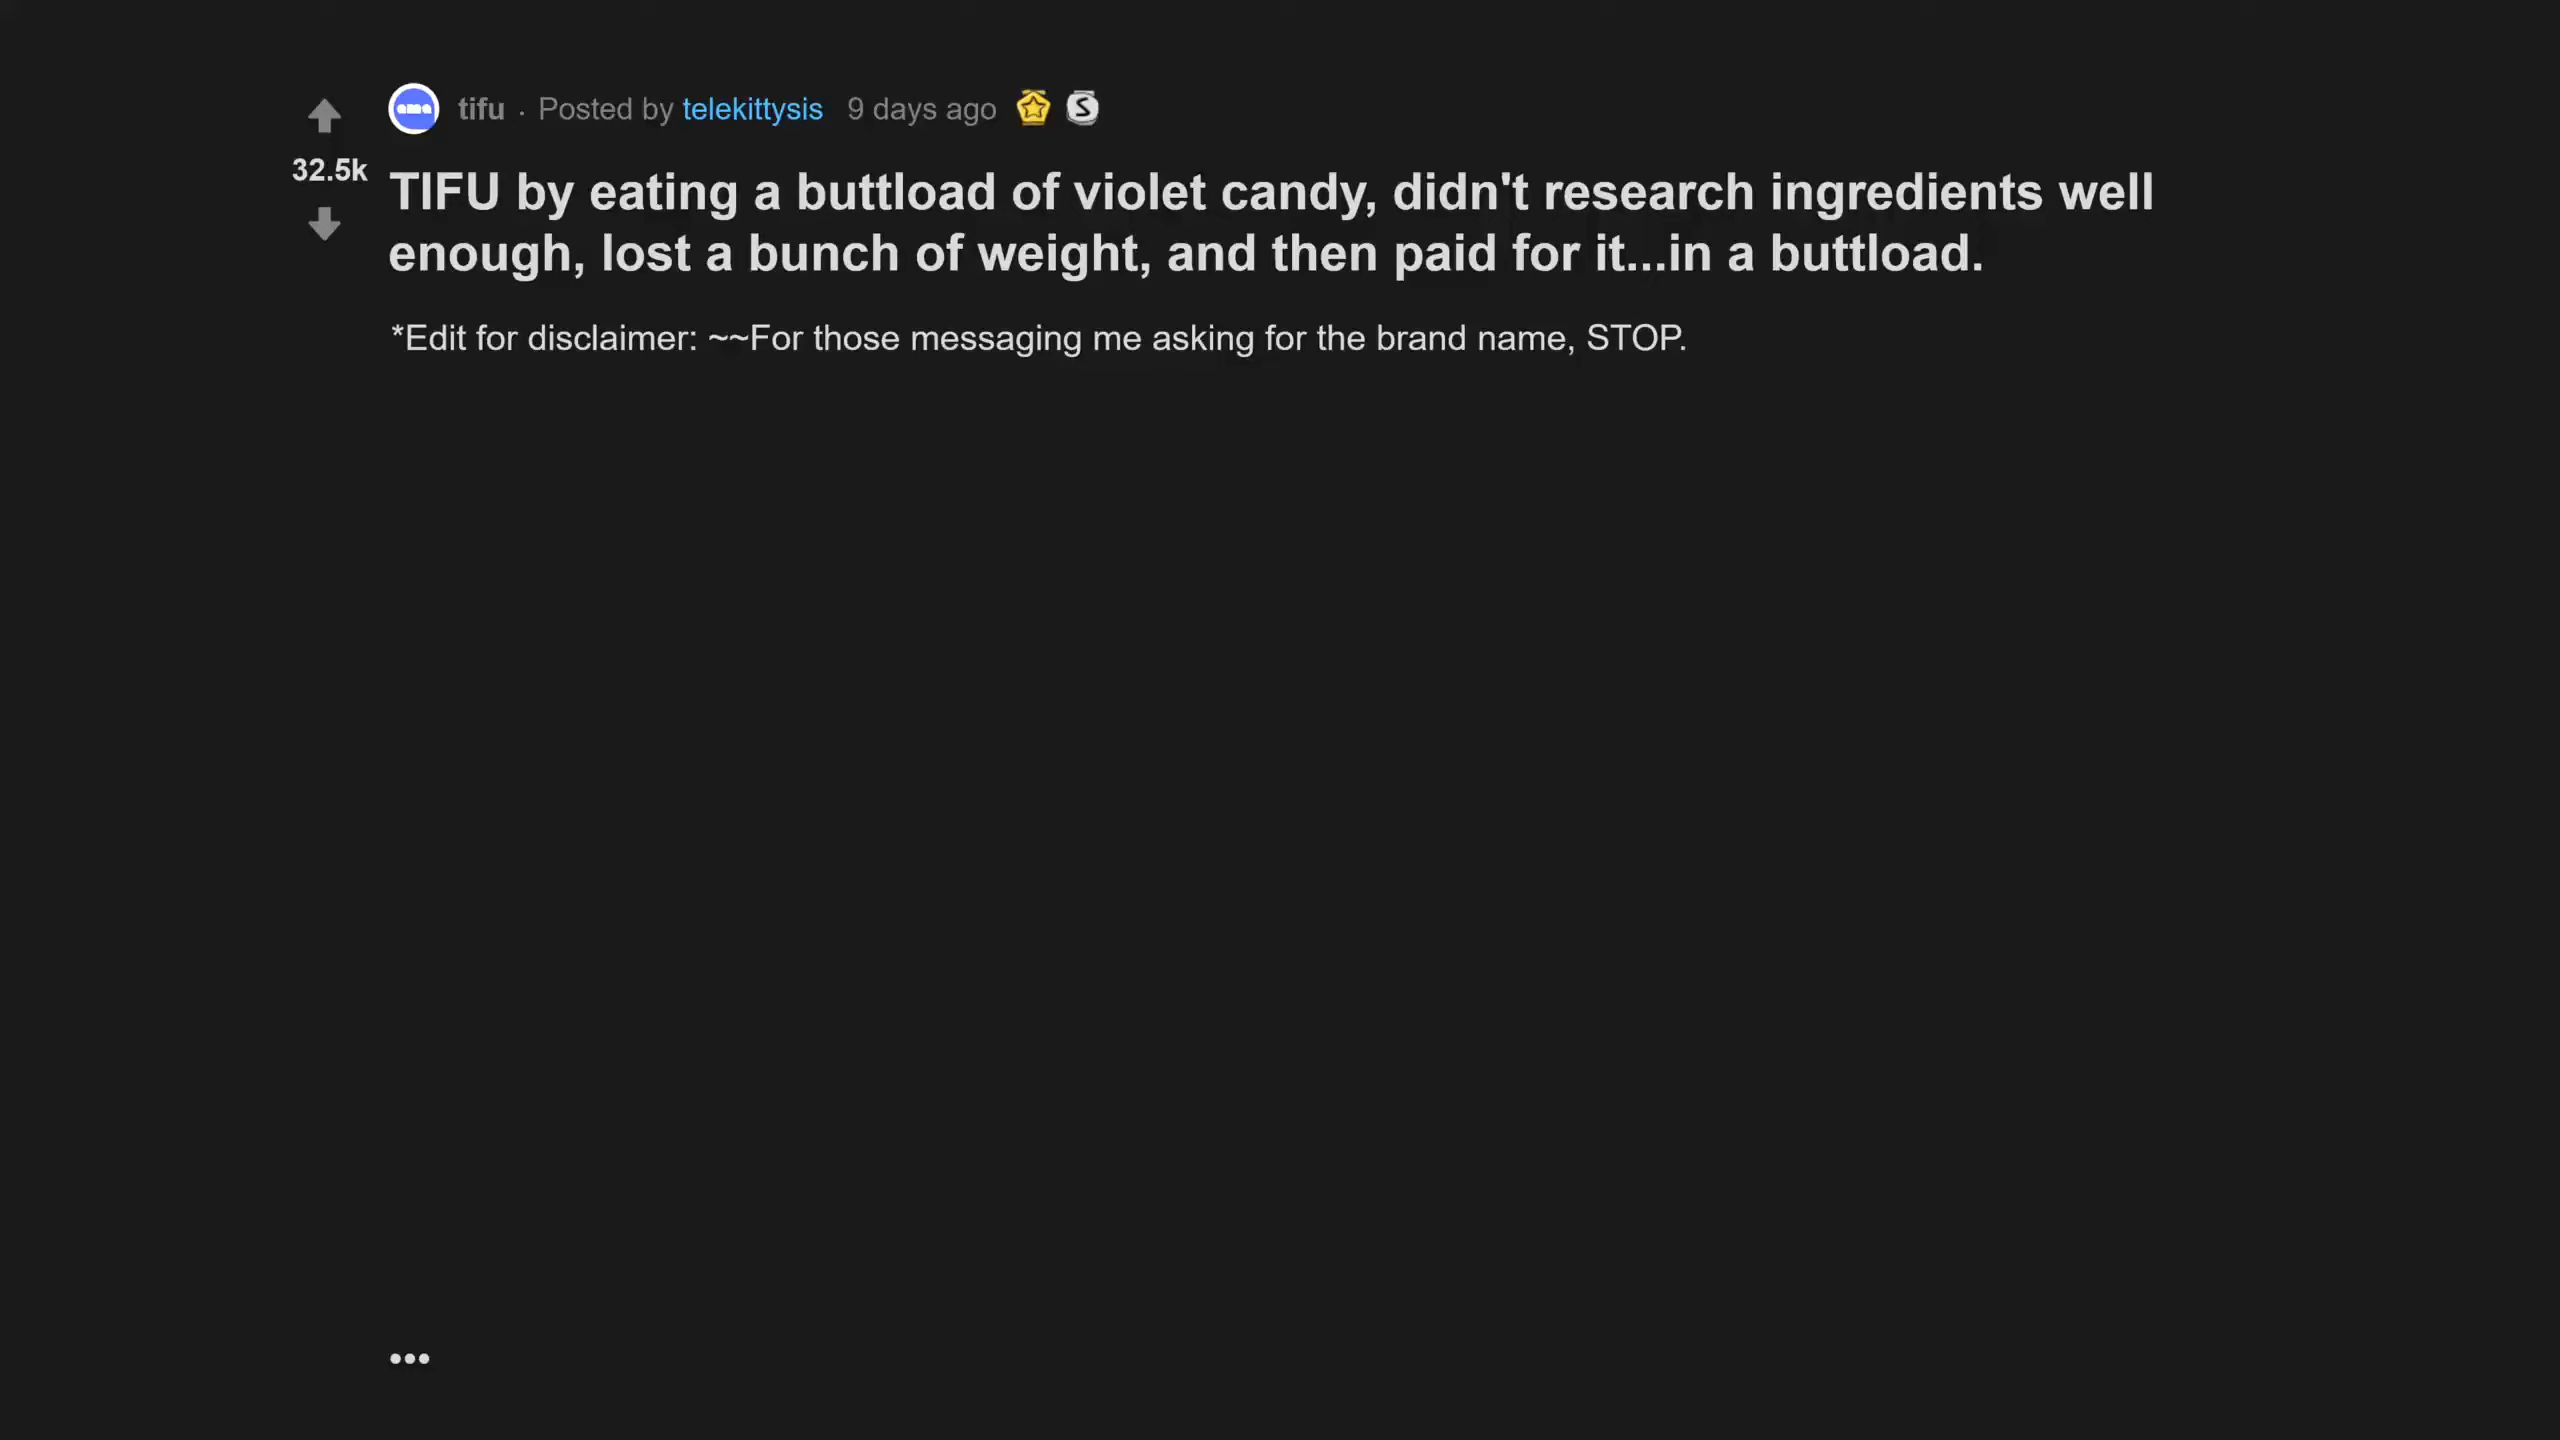 tifu · Posted by telekittysis 9 days ago S
32.5k
TIFU by eating a buttload of violet candy, didn't research ingredients well
enough, lost a bunch of weight, and then paid for it...in a buttload.
*Edit for disclaimer: ~~For those messaging me asking for the brand name, STOP.
•••